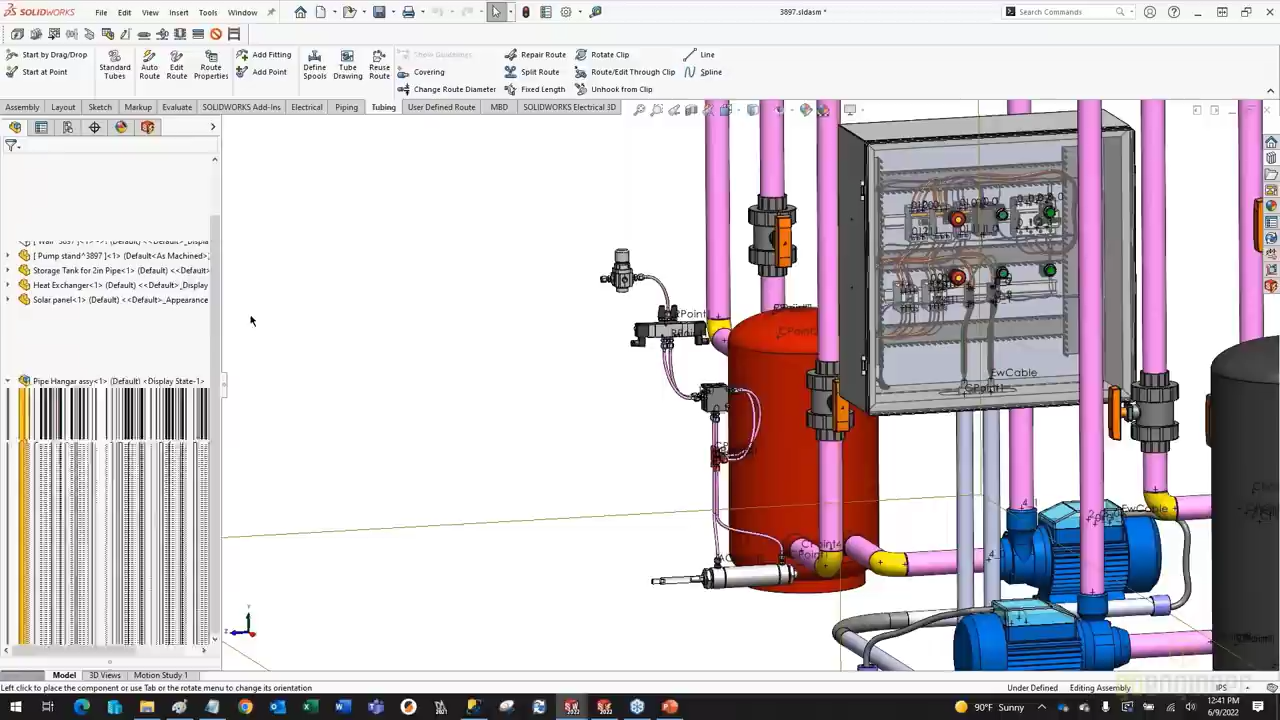 SOLIDWORKS File Edit View Insert Tools Window 3897.sldasm * Search Commands
Start by Drag/Drop
Start at Point
Standard Tubes
Auto Route
Edit Route
Route Properties
Add Fitting
Add Point
Define Spools
Tube Drawing
Reuse Route
Show Guidelines
Covering
Change Route Diameter
Repair Route
Split Route
Fixed Length
Rotate Clip
Route/Edit Through Clip
Unhook from Clip
Line
Spline
Assembly Layout Sketch Markup Evaluate SOLIDWORKS Add-Ins Electrical Piping Tubing User Defined Route MBD SOLIDWORKS Electrical 3D
[ Pump stand^3897 ]<1> (Default<As Machined>
Storage Tank for 2in Pipe<1> (Default) <<Default>_Display
Heat Exchanger<1> (Default) <<Default>_Display
Solar panel<1> (Default) <<Default>_Appearance
Pipe Hangar assy<1> (Default) <Display State-1>
EwCable
CPoint1
EwCable
Model 3D Views Motion Study 1
Left click to place the component or use Tab or the rotate menu to change its orientation
Under Defined Editing Assembly IPS
90°F Sunny
12:41 PM
6/9/2022